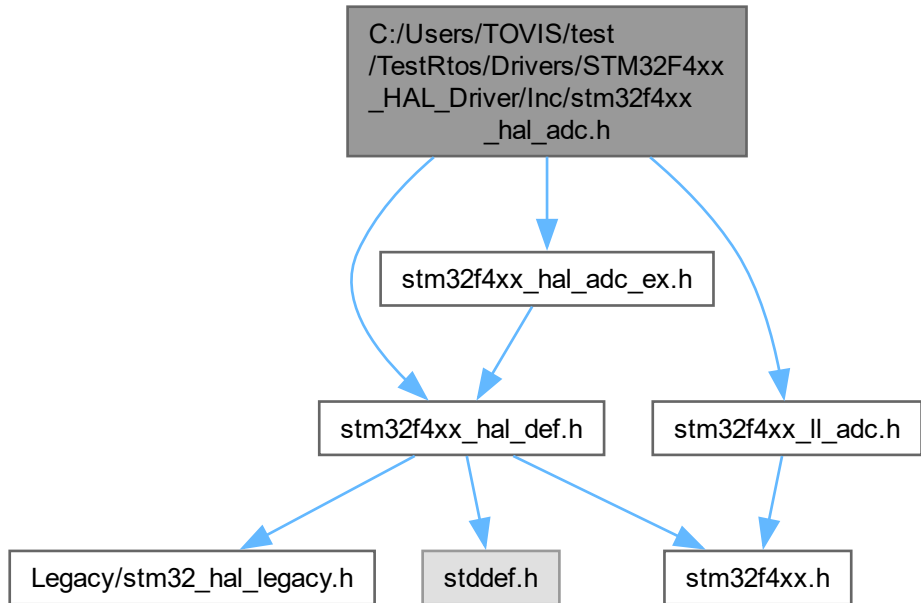 C:/Users/TOVIS/test
/TestRtos/Drivers/STM32F4xx
_HAL_Driver/Inc/stm32f4xx
_hal_adc.h
stm32f4xx_hal_adc_ex.h
stm32f4xx_hal_def.h
stm32f4xx_ll_adc.h
Legacy/stm32_hal_legacy.h
stddef.h
stm32f4xx.h